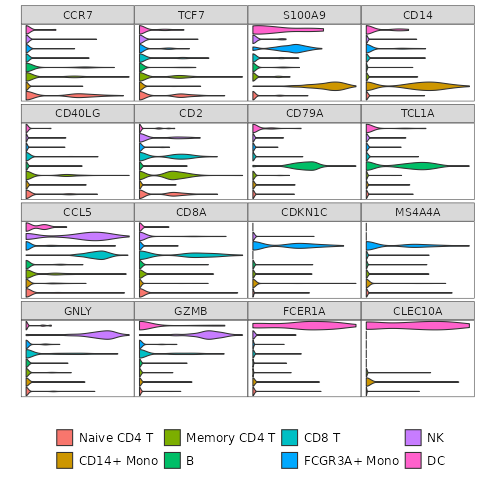 CCR7 TCF7 S100A9 CD14
CD40LG CD2 CD79A TCL1A
CCL5 CD8A CDKN1C MS4A4A
GNLY GZMB FCER1A CLEC10A
Naive CD4 T Memory CD4 T CD8 T NK
CD14+ Mono B FCGR3A+ Mono DC